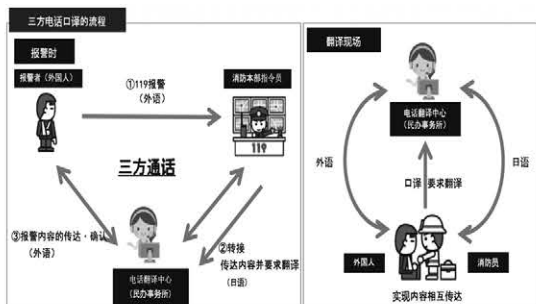 三方电话口译的流程
报警时
报警者（外国人）
①119报警
（外语）
消防本部指令员
119
三方通话
③报警内容的传达·确认
（外语）
②转接
传达内容并要求翻译
（日语）
电话翻译中心
（民办事务所）
翻译现场
电话翻译中心
（民办事务所）
外语
口译
要求翻译
日语
外国人
消防员
实现内容相互传达